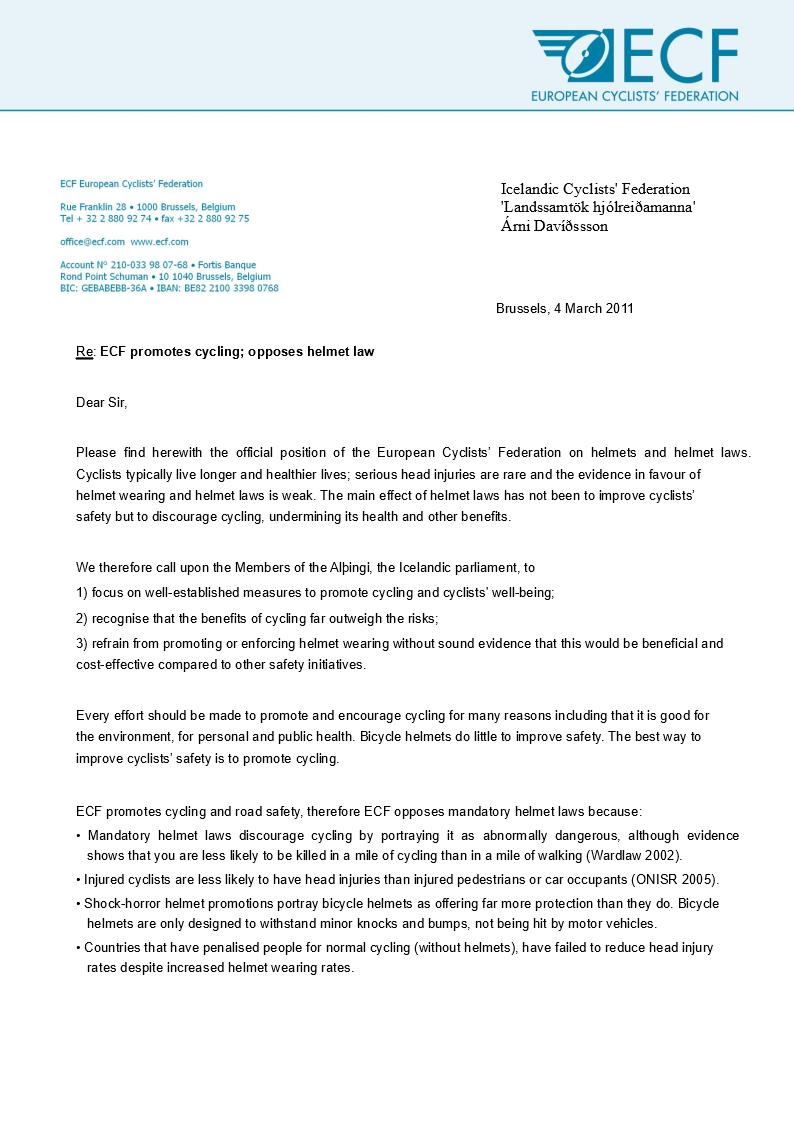 ECF
EUROPEAN CYCLISTS' FEDERATION
ECF European Cyclists' Federation
Rue Franklin 28 • 1000 Brussels, Belgium
Tel + 32 2 880 92 74 • fax +32 2 880 92 75
office@ecf.com www.ecf.com
Account N° 210-033 98 07-68 • Fortis Banque
Rond Point Schuman • 10 1040 Brussels, Belgium
BIC: GEBABEBB-36A • IBAN: BE82 2100 3398 0768
Icelandic Cyclists' Federation
'Landssamtök hjólreiðamanna'
Árni Davíðssson
Brussels, 4 March 2011
Re: ECF promotes cycling; opposes helmet law
Dear Sir,
Please find herewith the official position of the European Cyclists' Federation on helmets and helmet laws.
Cyclists typically live longer and healthier lives; serious head injuries are rare and the evidence in favour of
helmet wearing and helmet laws is weak. The main effect of helmet laws has not been to improve cyclists'
safety but to discourage cycling, undermining its health and other benefits.
We therefore call upon the Members of the Alþingi, the Icelandic parliament, to
1) focus on well-established measures to promote cycling and cyclists' well-being;
2) recognise that the benefits of cycling far outweigh the risks;
3) refrain from promoting or enforcing helmet wearing without sound evidence that this would be beneficial and
cost-effective compared to other safety initiatives.
Every effort should be made to promote and encourage cycling for many reasons including that it is good for
the environment, for personal and public health. Bicycle helmets do little to improve safety. The best way to
improve cyclists' safety is to promote cycling.
ECF promotes cycling and road safety, therefore ECF opposes mandatory helmet laws because:
• Mandatory helmet laws discourage cycling by portraying it as abnormally dangerous, although evidence
shows that you are less likely to be killed in a mile of cycling than in a mile of walking (Wardlaw 2002).
• Injured cyclists are less likely to have head injuries than injured pedestrians or car occupants (ONISR 2005).
• Shock-horror helmet promotions portray bicycle helmets as offering far more protection than they do. Bicycle
helmets are only designed to withstand minor knocks and bumps, not being hit by motor vehicles.
• Countries that have penalised people for normal cycling (without helmets), have failed to reduce head injury
rates despite increased helmet wearing rates.